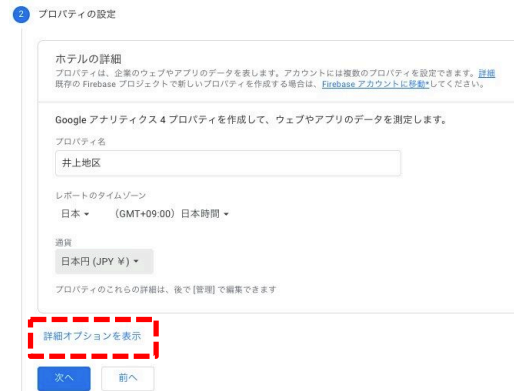 2 プロパティの設定
ホテルの詳細
プロパティは、企業のウェブやアプリのデータを表します。アカウントには複数のプロパティを設定できます。詳細
既存の Firebase プロジェクトで新しいプロパティを作成する場合は、Firebase アカウントに移動*してください。
Google アナリティクス 4 プロパティを作成して、ウェブやアプリのデータを測定します。
プロパティ名
井上地区
レポートのタイムゾーン
日本 (GMT+09:00) 日本時間
通貨
日本円 (JPY ¥)
プロパティのこれらの詳細は、後で [管理] で編集できます
詳細オプションを表示
次へ 前へ